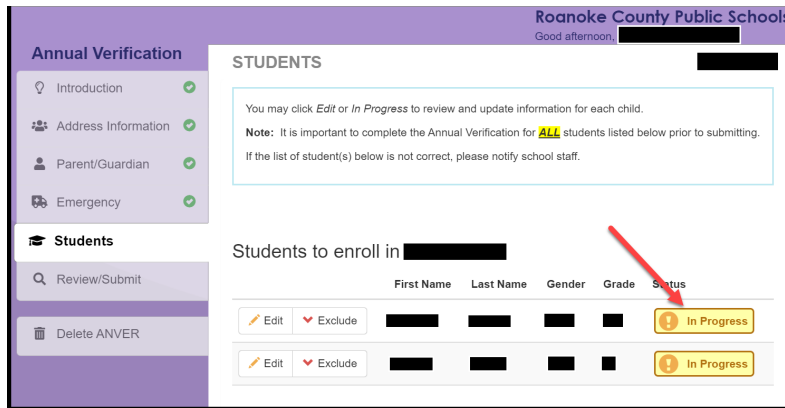 Roanoke County Public Schools
Good afternoon,
Annual Verification
Introduction
Address Information
Parent/Guardian
Emergency
Students
Review/Submit
Delete ANVER
STUDENTS
You may click Edit or In Progress to review and update information for each child.
Note: It is important to complete the Annual Verification for ALL students listed below prior to submitting.
If the list of student(s) below is not correct, please notify school staff.
Students to enroll in
First Name Last Name Gender Grade Status
Edit Exclude In Progress
Edit Exclude In Progress